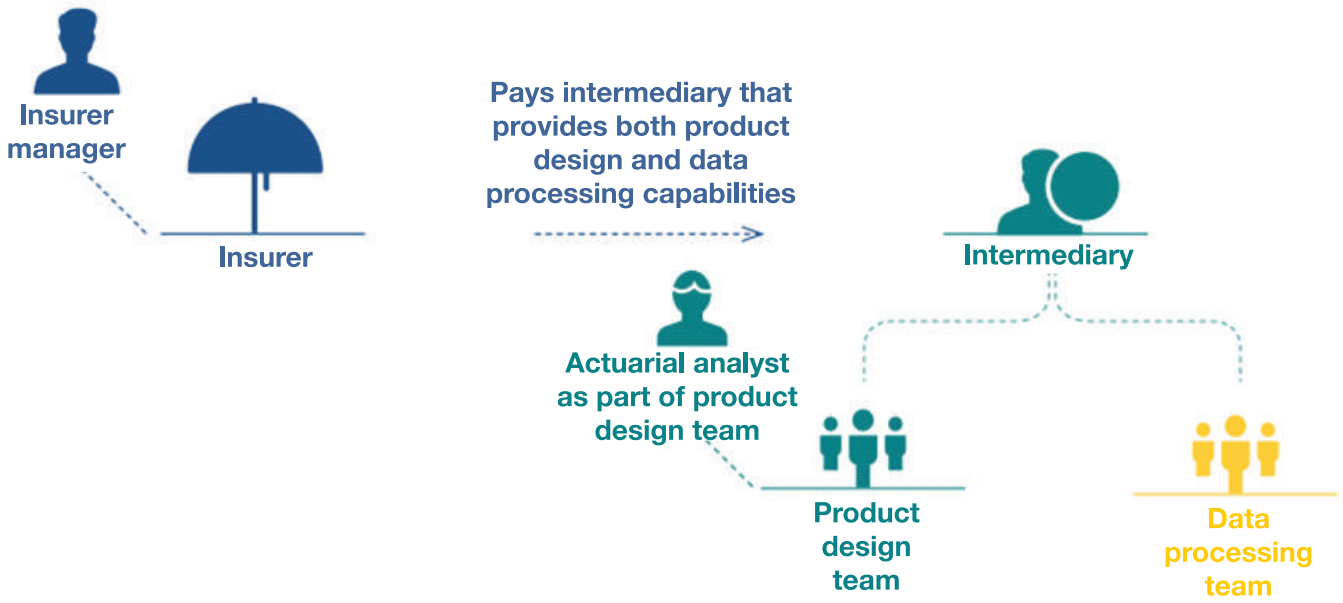 Insurer
manager
Insurer
Pays intermediary that
provides both product
design and data
processing capabilities
Intermediary
Actuarial analyst
as part of product
design team
Product
design
team
Data
processing
team